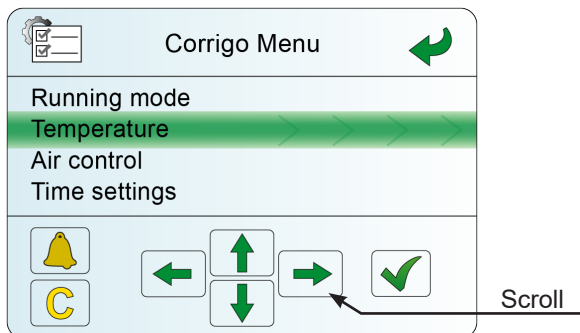 Corrigo Menu
Running mode
Temperature
Air control
Time settings
C
Scroll